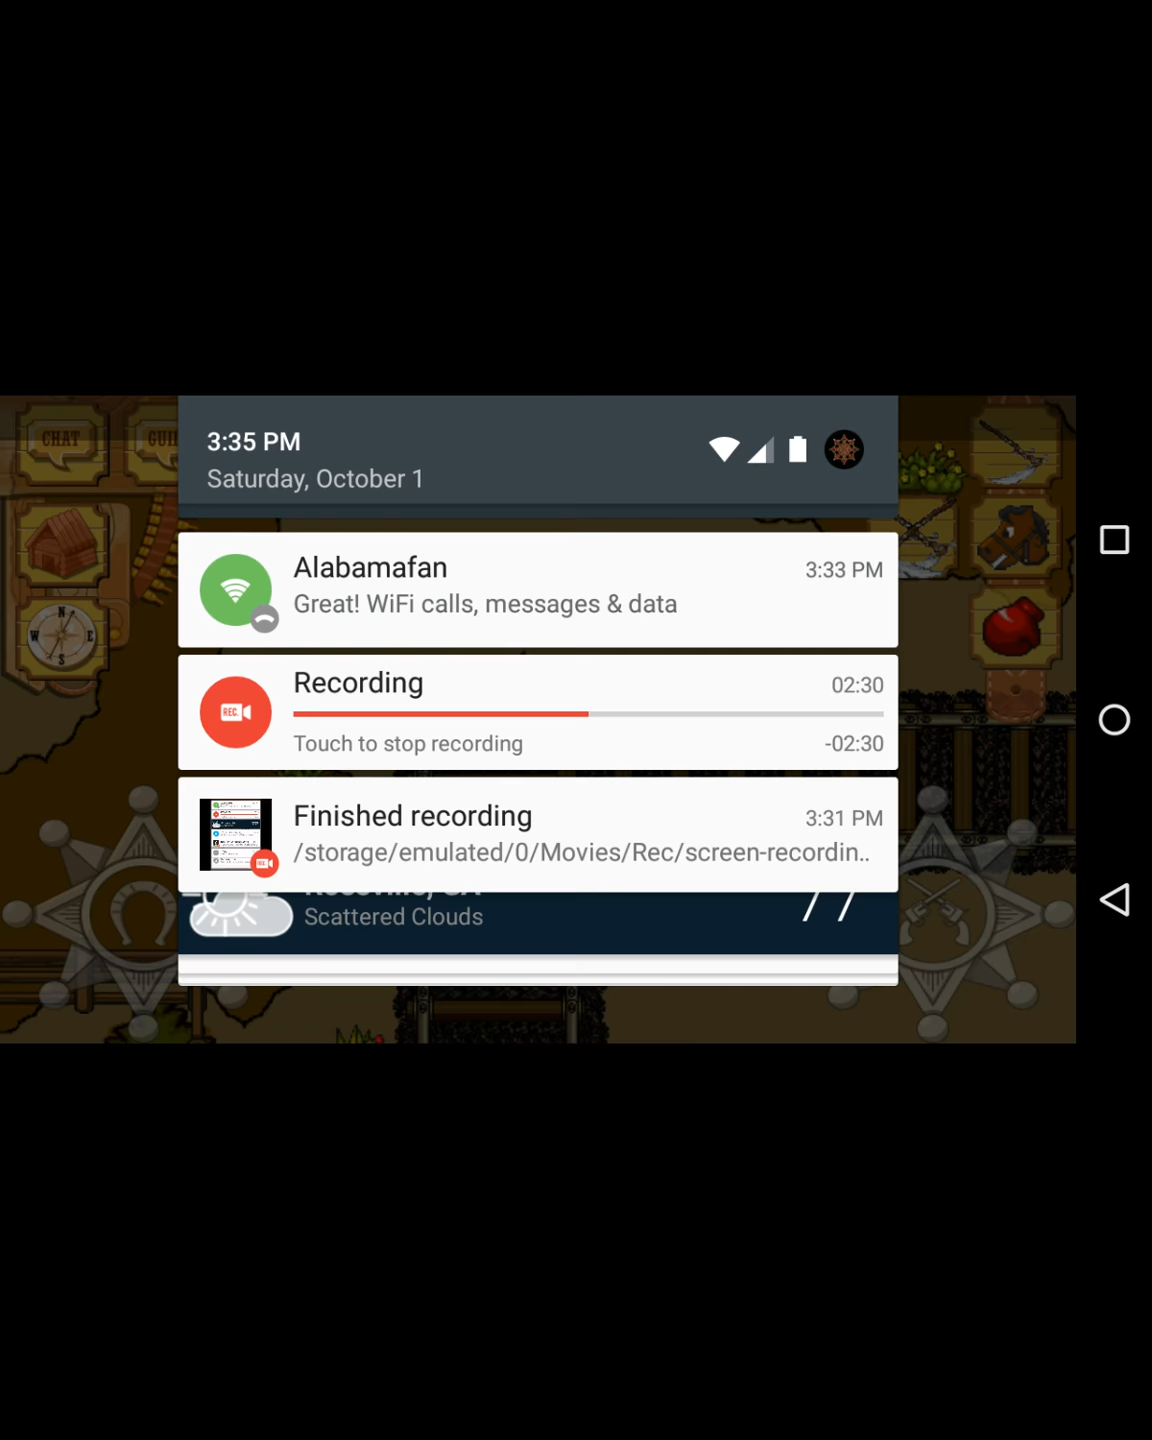 CHAT
3:35 PM
Saturday, October 1
Alabamafan
3:33 PM
Great! WiFi calls, messages & data
REC.
Recording
02:30
Touch to stop recording
-02:30
Finished recording
3:31 PM
/storage/emulated/0/Movies/Rec/screen-recordin..
Scattered Clouds
N
W E
S